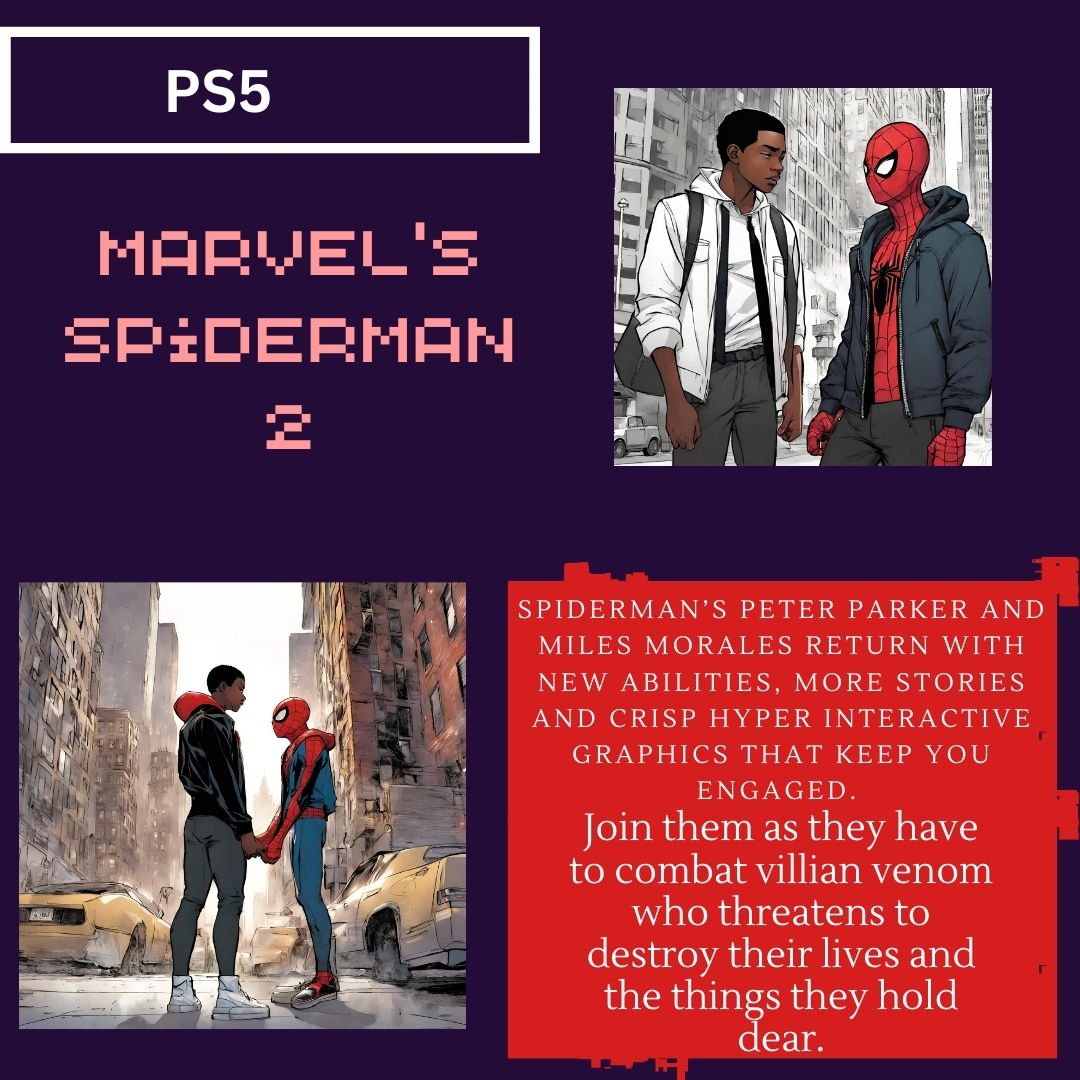 PS5
MARVEL'S
SPiDERMAN
2
SPIDERMAN’S PETER PARKER AND
MILES MORALES RETURN WITH
NEW ABILITIES, MORE STORIES
AND CRISP HYPER INTERACTIVE
GRAPHICS THAT KEEP YOU
ENGAGED.
Join them as they have
to combat villian venom
who threatens to
destroy their lives and
the things they hold
dear.